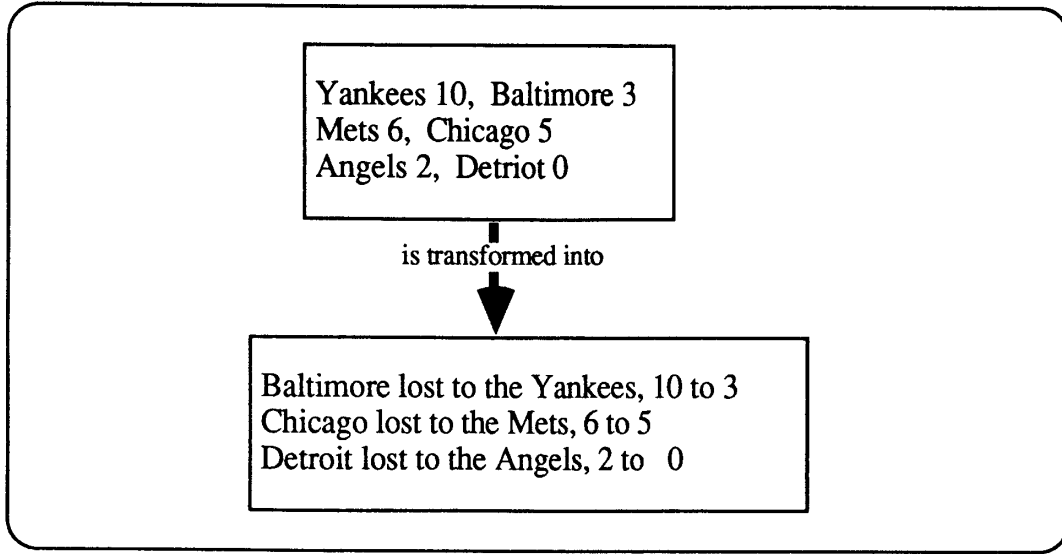 Yankees 10, Baltimore 3
Mets 6, Chicago 5
Angels 2, Detriot 0
is transformed into
Baltimore lost to the Yankees, 10 to 3
Chicago lost to the Mets, 6 to 5
Detroit lost to the Angels, 2 to 0